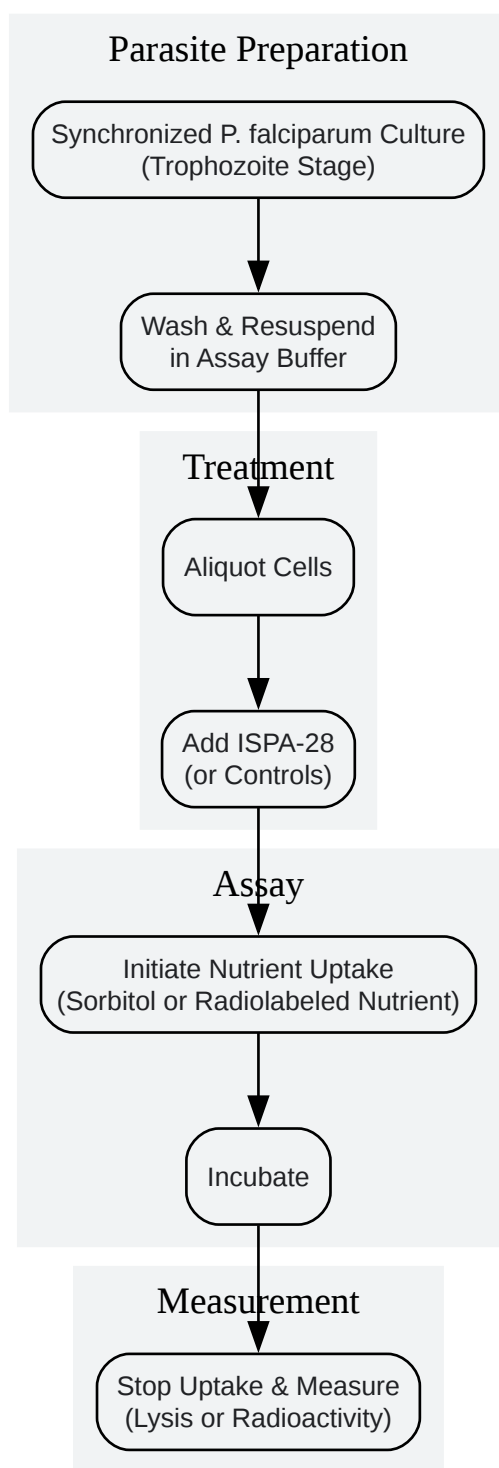 Parasite Preparation
Synchronized P. falciparum Culture
(Trophozoite Stage)
Wash & Resuspend
in Assay Buffer
Treatment
Aliquot Cells
Add ISPA-28
(or Controls)
Assay
Initiate Nutrient Uptake
(Sorbitol or Radiolabeled Nutrient)
Incubate
Measurement
Stop Uptake & Measure
(Lysis or Radioactivity)